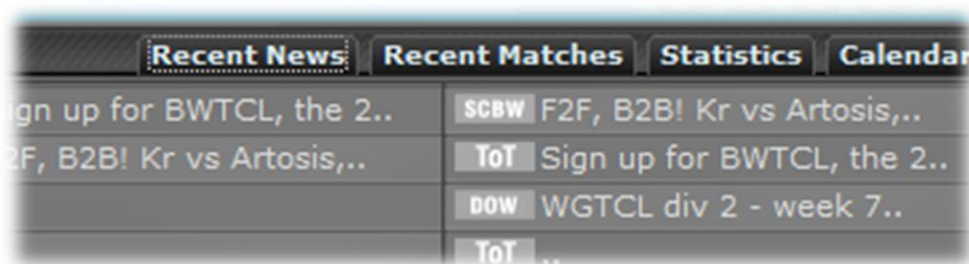 Recent News Recent Matches Statistics Calendar
ign up for BWTCL, the 2.. SCBW F2F, B2B! Kr vs Artosis,..
2F, B2B! Kr vs Artosis,.. ToT Sign up for BWTCL, the 2..
DOW WGTCL div 2 - week 7..
ToT ..